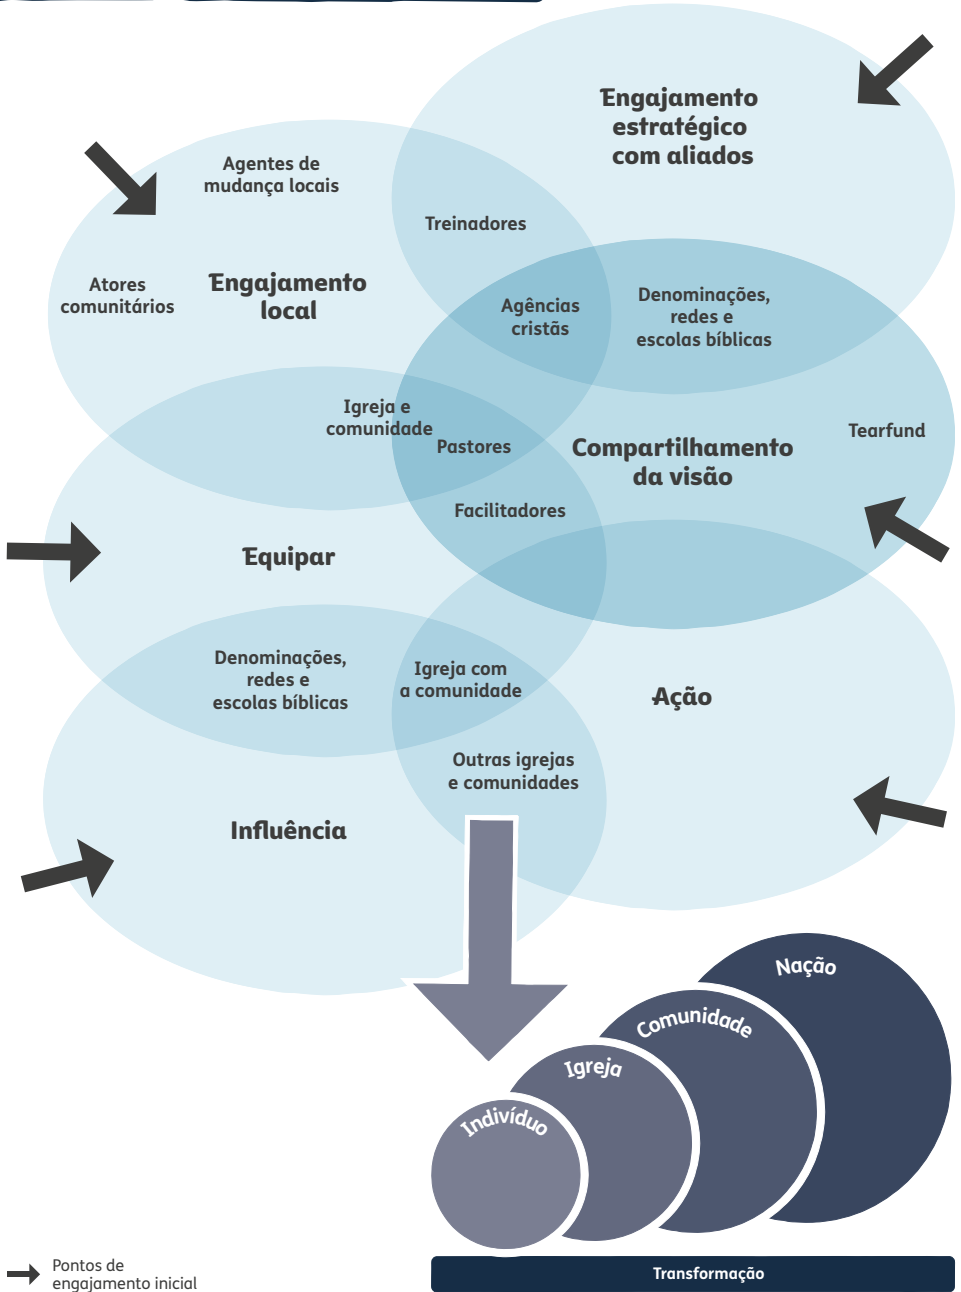 Engajamento
estratégico
com aliados
Agentes de
mudança locais
Treinadores
Atores
comunitários
Engajamento
local
Agências
cristãs
Denominações,
redes e
escolas bíblicas
Igreja e
comunidade
Pastores
Compartilhamento
da visão
Tearfund
Facilitadores
Equipar
Denominações,
redes e
escolas bíblicas
Igreja com
a comunidade
Ação
Outras igrejas
e comunidades
Influência
Nação
Comunidade
Igreja
Indivíduo
Pontos de
engajamento inicial
Transformação